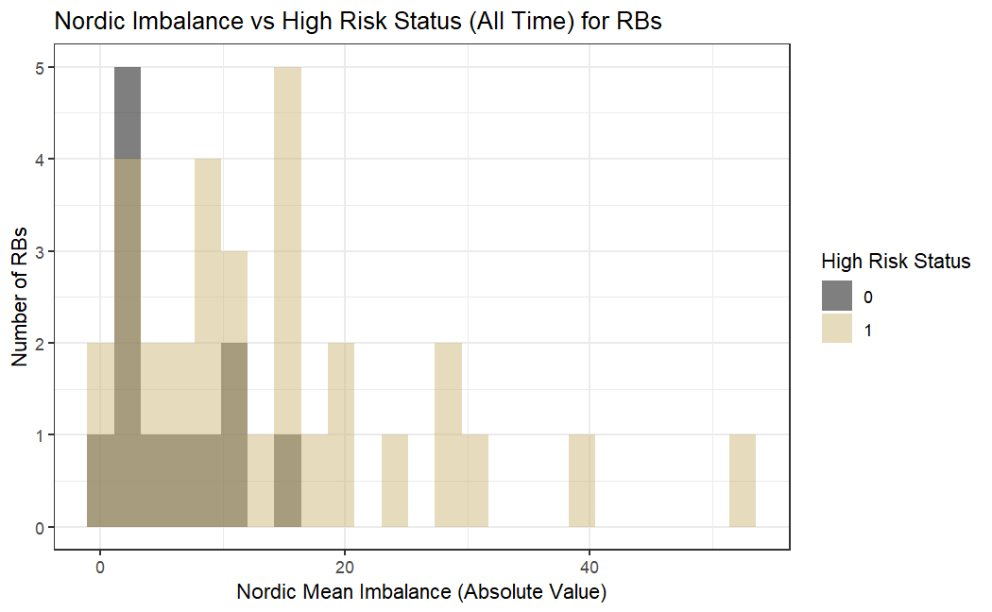 Nordic Imbalance vs High Risk Status (All Time) for RBs
5
4
3
2
1
0
Number of RBs
0 20 40
Nordic Mean Imbalance (Absolute Value)
High Risk Status
0
1